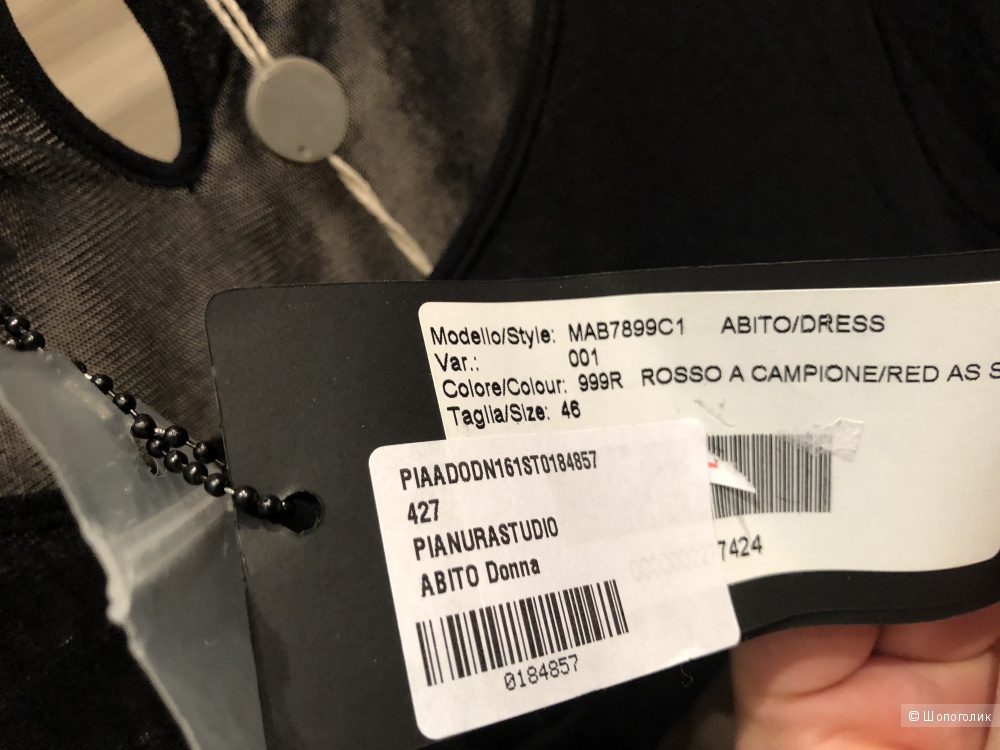 Modello/Style: MAB7899C1 ABITO/DRESS
Var.: 001
Colore/Colour: 999R ROSSO A CAMPIONE/RED AS S
Taglia/Size: 46
7424
PIAADODN161ST0184857
427
PIANURASTUDIO
ABITO Donna
0184857
© Шопоголик